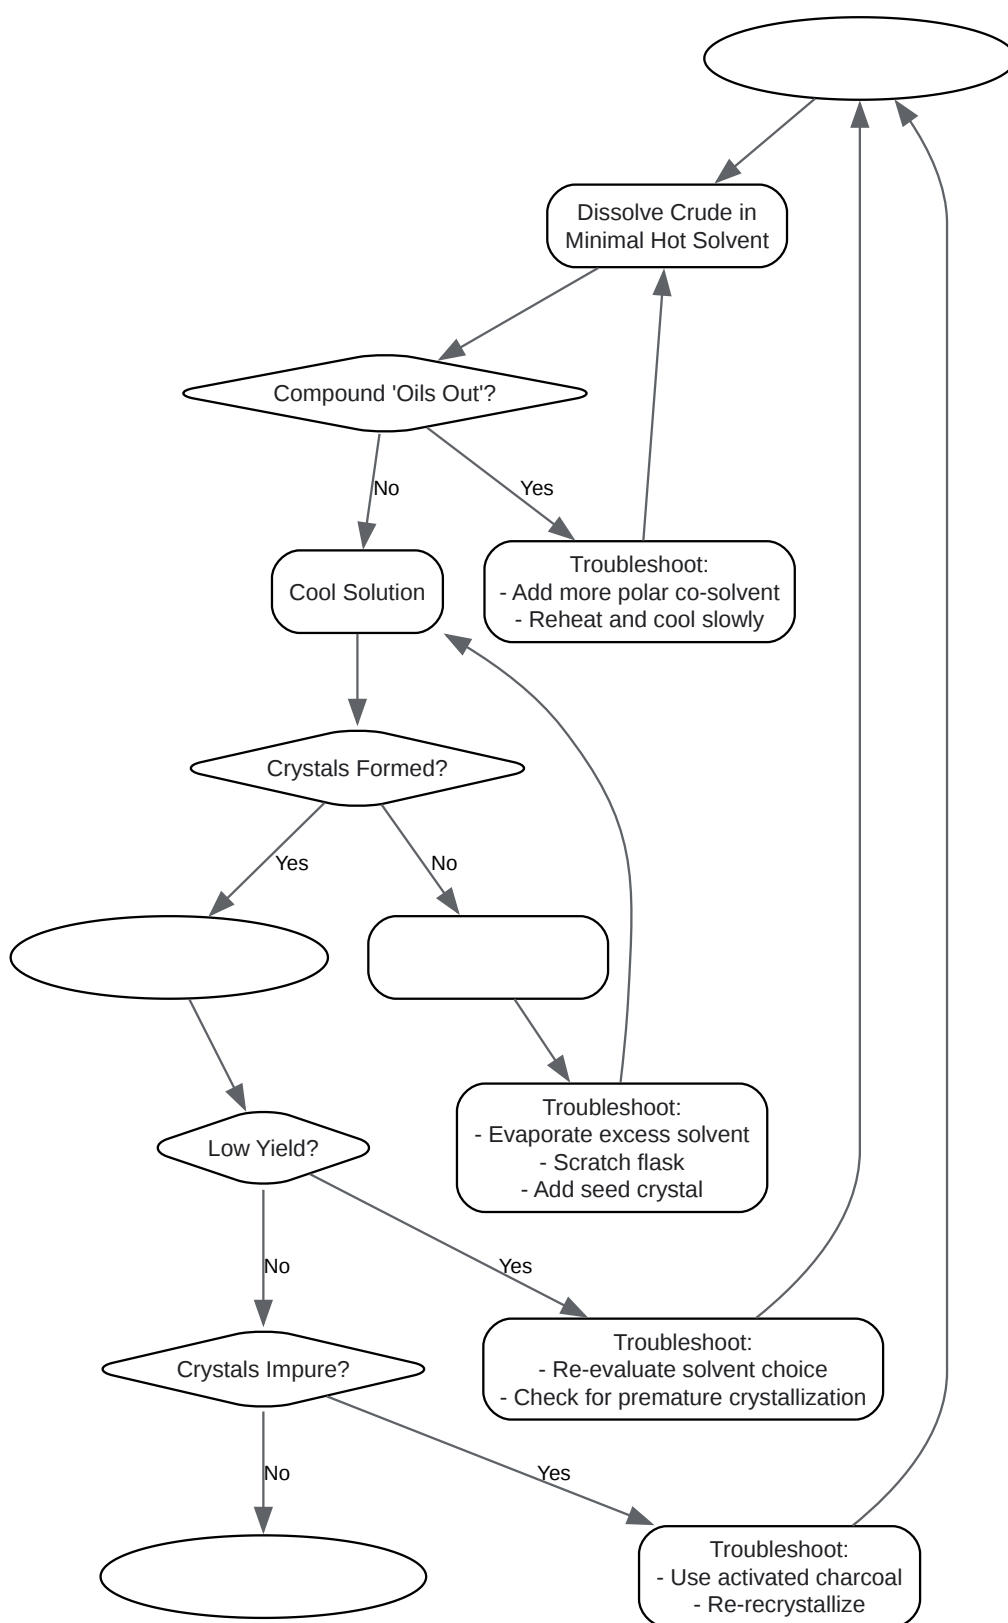 Dissolve Crude in
Minimal Hot Solvent
Compound 'Oils Out'?
No
Yes
Cool Solution
Troubleshoot:
- Add more polar co-solvent
- Reheat and cool slowly
Crystals Formed?
Yes
No
Troubleshoot:
- Evaporate excess solvent
- Scratch flask
- Add seed crystal
Low Yield?
No
Yes
Troubleshoot:
- Re-evaluate solvent choice
- Check for premature crystallization
Crystals Impure?
No
Yes
Troubleshoot:
- Use activated charcoal
- Re-recrystallize